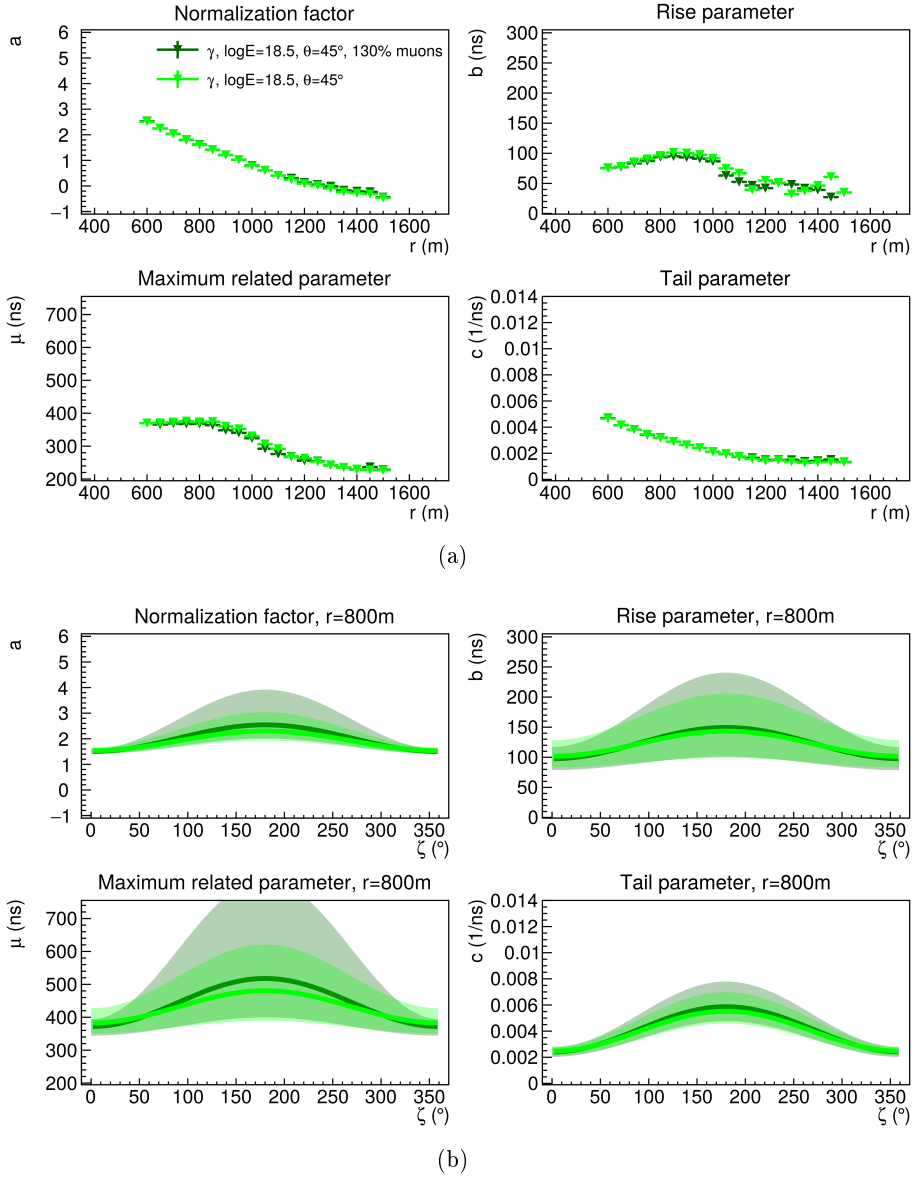 Normalization factor
a
6
5
4
3
2
1
0
−1
γ, logE=18.5, θ=45°, 130% muons
γ, logE=18.5, θ=45°
400 600 800 1000 1200 1400 1600
r (m)
Rise parameter
b (ns)
300
250
200
150
100
50
0
400 600 800 1000 1200 1400 1600
r (m)
Maximum related parameter
μ (ns)
700
600
500
400
300
200
400 600 800 1000 1200 1400 1600
r (m)
Tail parameter
c (1/ns)
0.014
0.012
0.01
0.008
0.006
0.004
0.002
0
400 600 800 1000 1200 1400 1600
r (m)
(a)
Normalization factor, r=800m
a
6
5
4
3
2
1
0
−1
0 50 100 150 200 250 300 350
ζ (°)
Rise parameter, r=800m
b (ns)
300
250
200
150
100
50
0
0 50 100 150 200 250 300 350
ζ (°)
Maximum related parameter, r=800m
μ (ns)
700
600
500
400
300
200
0 50 100 150 200 250 300 350
ζ (°)
Tail parameter, r=800m
c (1/ns)
0.014
0.012
0.01
0.008
0.006
0.004
0.002
0
0 50 100 150 200 250 300 350
ζ (°)
(b)